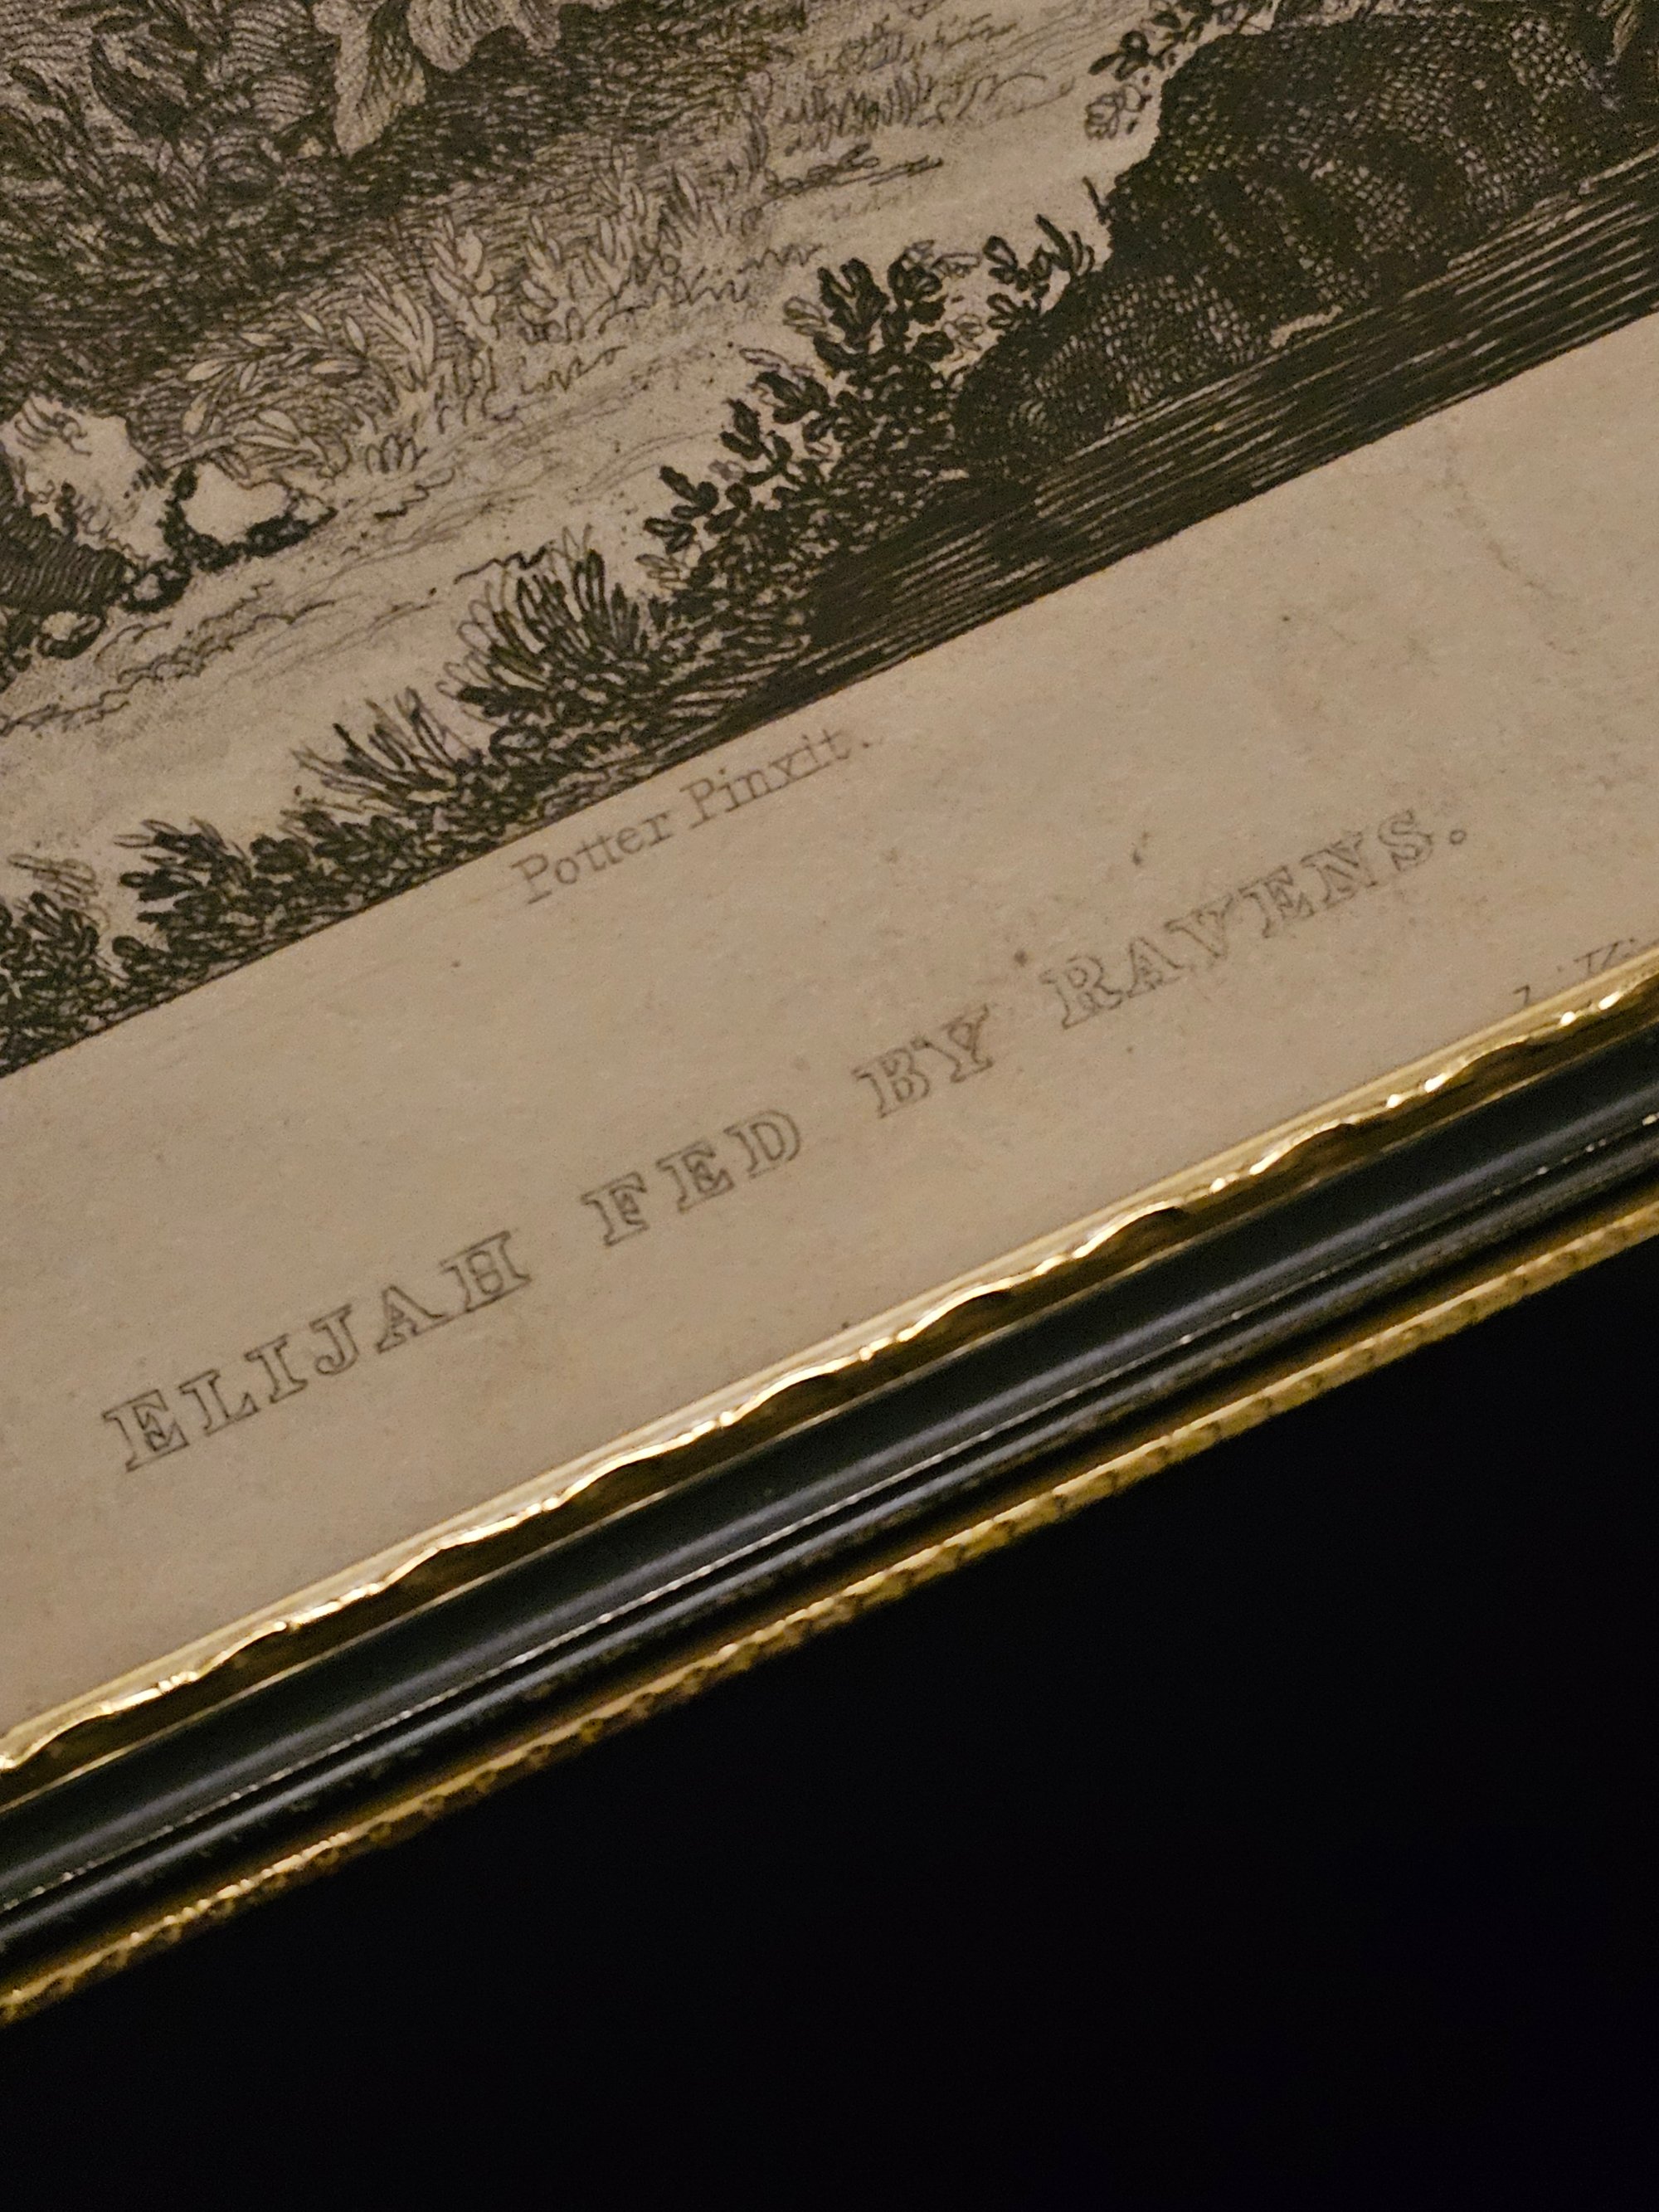 Potter Pinxit.
ELIJAH FED BY RAVENS.